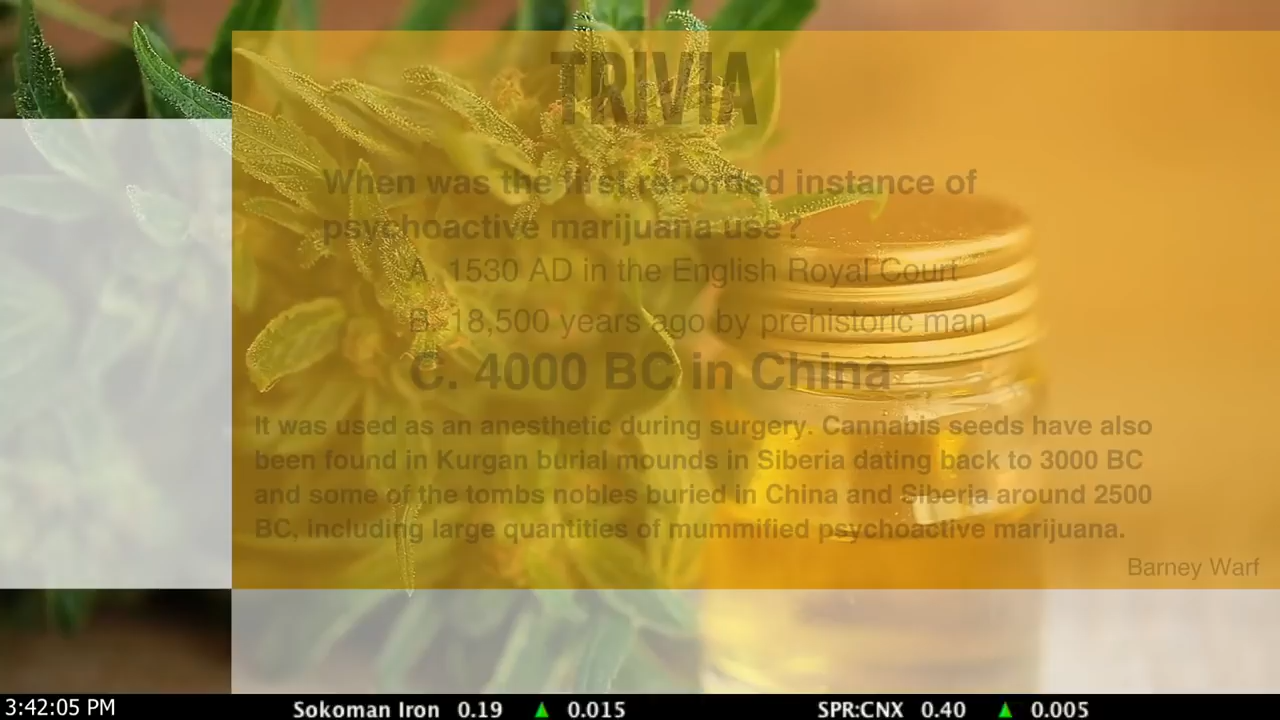 TRIVIA
When was the first recorded instance of
psychoactive marijuana use?
A. 1530 AD in the English Royal Court
B. 18,500 years ago by prehistoric man
C. 4000 BC in China
It was used as an anesthetic during surgery. Cannabis seeds have also
been found in Kurgan burial mounds in Siberia dating back to 3000 BC
and some of the tombs nobles buried in China and Siberia around 2500
BC, including large quantities of mummified psychoactive marijuana.
Barney Warf
3:42:05 PM Sokoman Iron 0.19 ▲ 0.015 SPR:CNX 0.40 ▲ 0.005